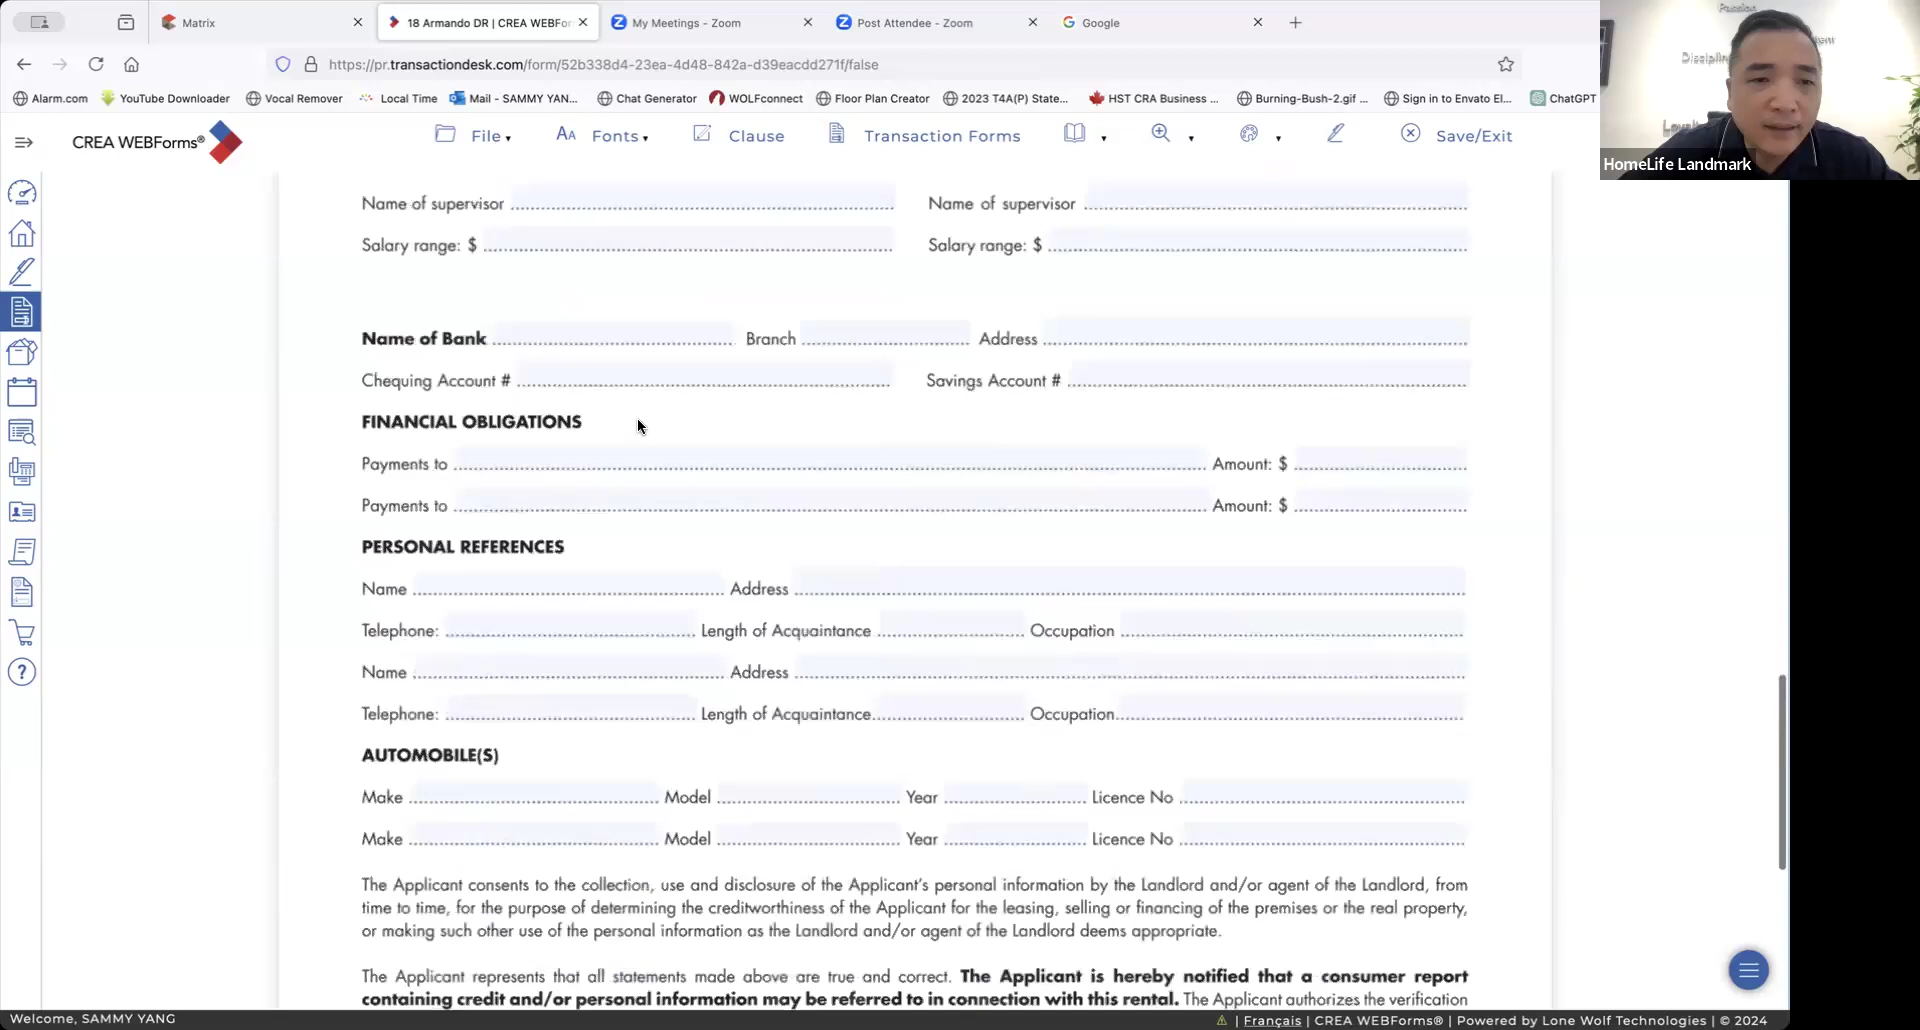 Matrix
18 Armando DR | CREA WEBFor
My Meetings - Zoom
Post Attendee - Zoom
Google
https://pr.transactiondesk.com/form/52b338d4-23ea-4d48-842a-d39eacdd271f/false
Alarm.com YouTube Downloader Vocal Remover Local Time Mail - SAMMY YAN... Chat Generator WOLFconnect Floor Plan Creator 2023 T4A(P) State... HST CRA Business ... Burning-Bush-2.gif ... Sign in to Envato El... ChatGPT
CREA WEBForms® File Fonts Clause Transaction Forms Save/Exit
Passion
HomeLife Landmark
Name of supervisor Name of supervisor
Salary range: $ Salary range: $
Name of Bank Branch Address
Chequing Account # Savings Account #
FINANCIAL OBLIGATIONS
Payments to Amount: $
Payments to Amount: $
PERSONAL REFERENCES
Name Address
Telephone: Length of Acquaintance Occupation
Name Address
Telephone: Length of Acquaintance Occupation
AUTOMOBILE(S)
Make Model Year Licence No
Make Model Year Licence No
The Applicant consents to the collection, use and disclosure of the Applicant's personal information by the Landlord and/or agent of the Landlord, from
time to time, for the purpose of determining the creditworthiness of the Applicant for the leasing, selling or financing of the premises or the real property,
or making such other use of the personal information as the Landlord and/or agent of the Landlord deems appropriate.
The Applicant represents that all statements made above are true and correct. The Applicant is hereby notified that a consumer report
containing credit and/or personal information may be referred to in connection with this rental. The Applicant authorizes the verification
Welcome, SAMMY YANG
| Français | CREA WEBForms® | Powered by Lone Wolf Technologies | © 2024